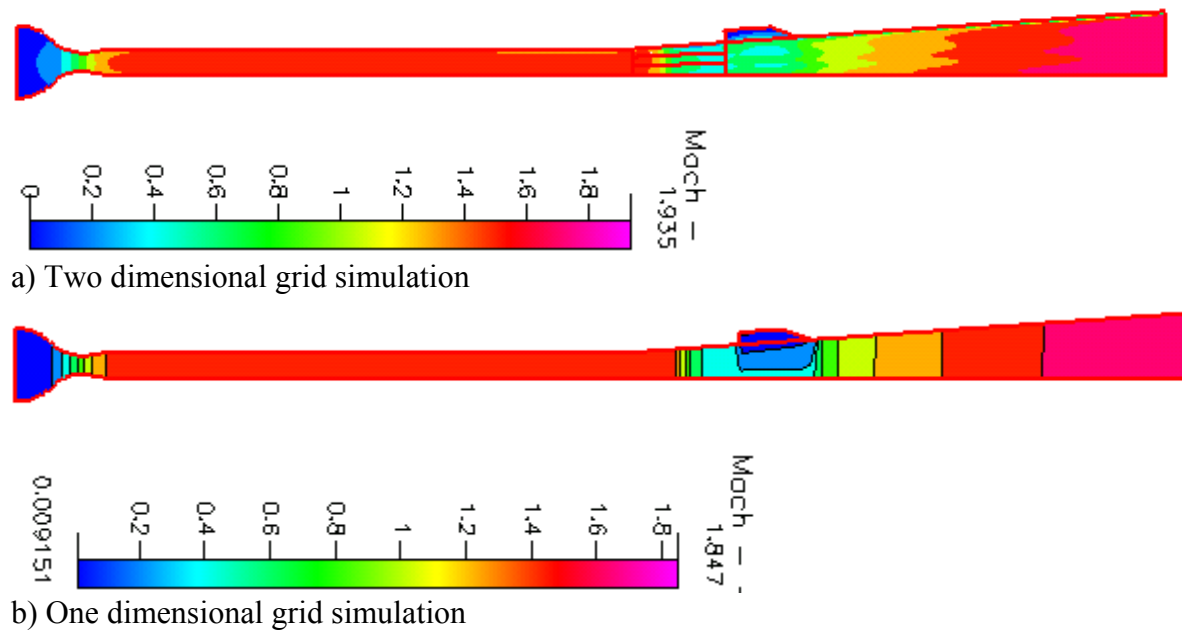 Mach —
1.935
0 0.2 0.4 0.6 0.8 1 1.2 1.4 1.6 1.8
a) Two dimensional grid simulation
Mach — -
1.847
0.009151 0.2 0.4 0.6 0.8 1 1.2 1.4 1.6 1.8
b) One dimensional grid simulation